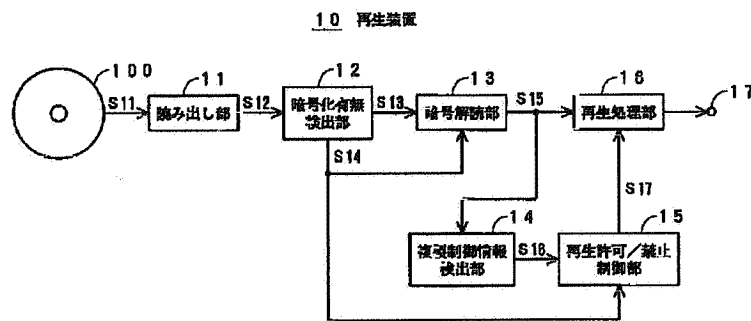 10 再生装置
100
11
12
13
16
17
S11
読み出し部
S12
暗号化有無
検出部
S13
暗号解読部
S15
再生処理部
S14
S17
14
15
複製制御情報
検出部
S16
再生許可/禁止
制御部